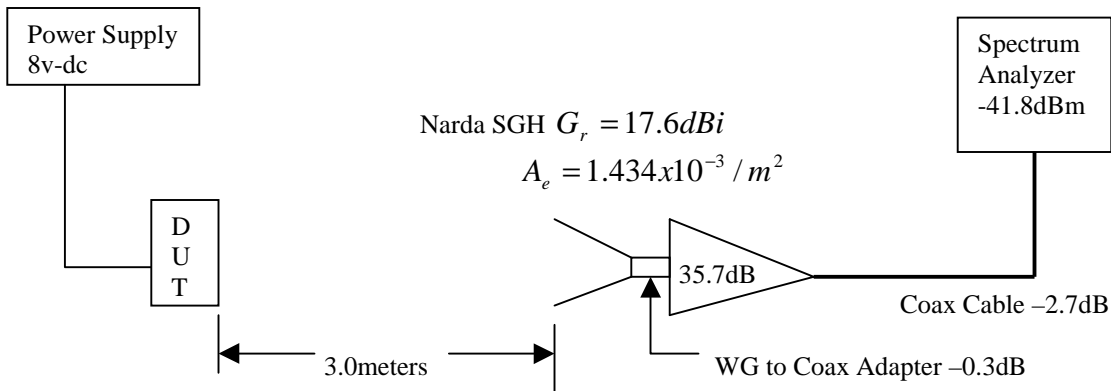 Power Supply
8v-dc
Spectrum
Analyzer
-41.8dBm
Narda SGH G_r = 17.6dBi
A_e = 1.434x10^{-3} / m^2
D
U
T
35.7dB
Coax Cable –2.7dB
3.0meters
WG to Coax Adapter –0.3dB